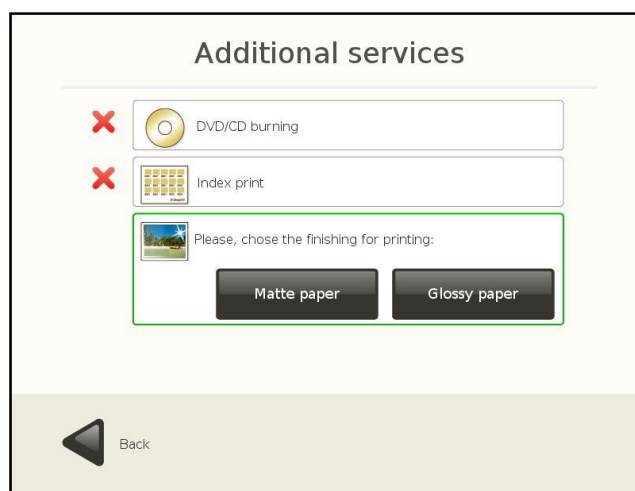 Additional services
DVD/CD burning
Index print
Please, chose the finishing for printing:
Matte paper
Glossy paper
Back